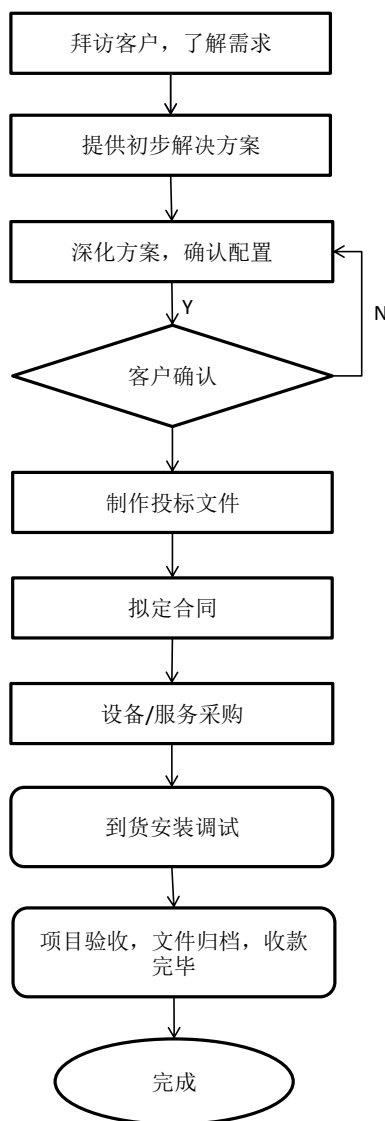 拜访客户，了解需求
提供初步解决方案
深化方案，确认配置
Y
N
客户确认
制作投标文件
拟定合同
设备/服务采购
到货安装调试
项目验收，文件归档，收款
完毕
完成